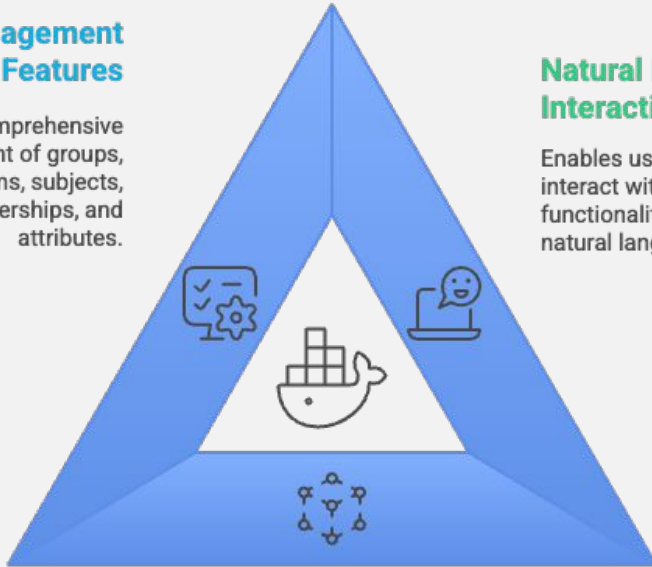 agement
Features
mprehensive
nt of groups,
ns, subjects,
erships, and
attributes.
Natural
Interacti
Enables us
interact wit
functionalit
natural lang